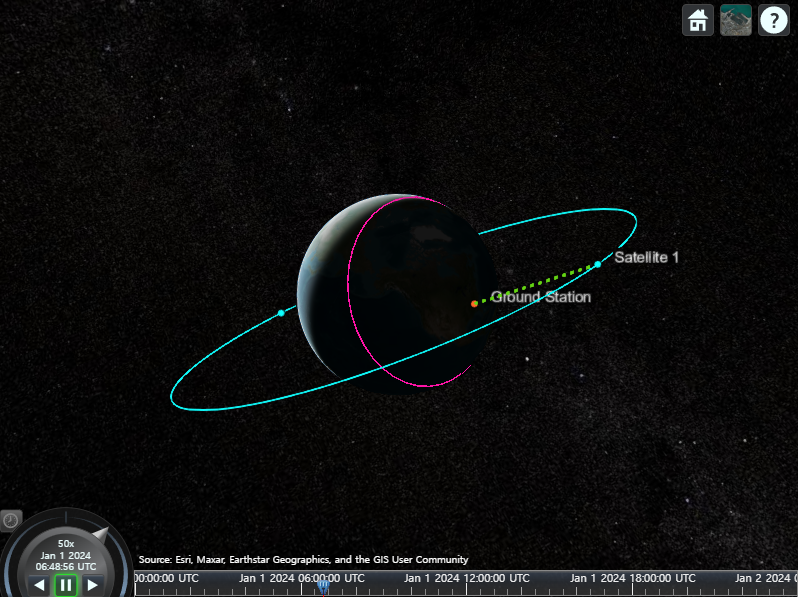 ?
Satellite 1
Ground Station
50x
Jan 1 2024
06:48:56 UTC
Source: Esri, Maxar, Earthstar Geographics, and the GIS User Community
00:00:00 UTC
Jan 1 2024 06:00:00 UTC
Jan 1 2024 12:00:00 UTC
Jan 1 2024 18:00:00 UTC
Jan 2 2024